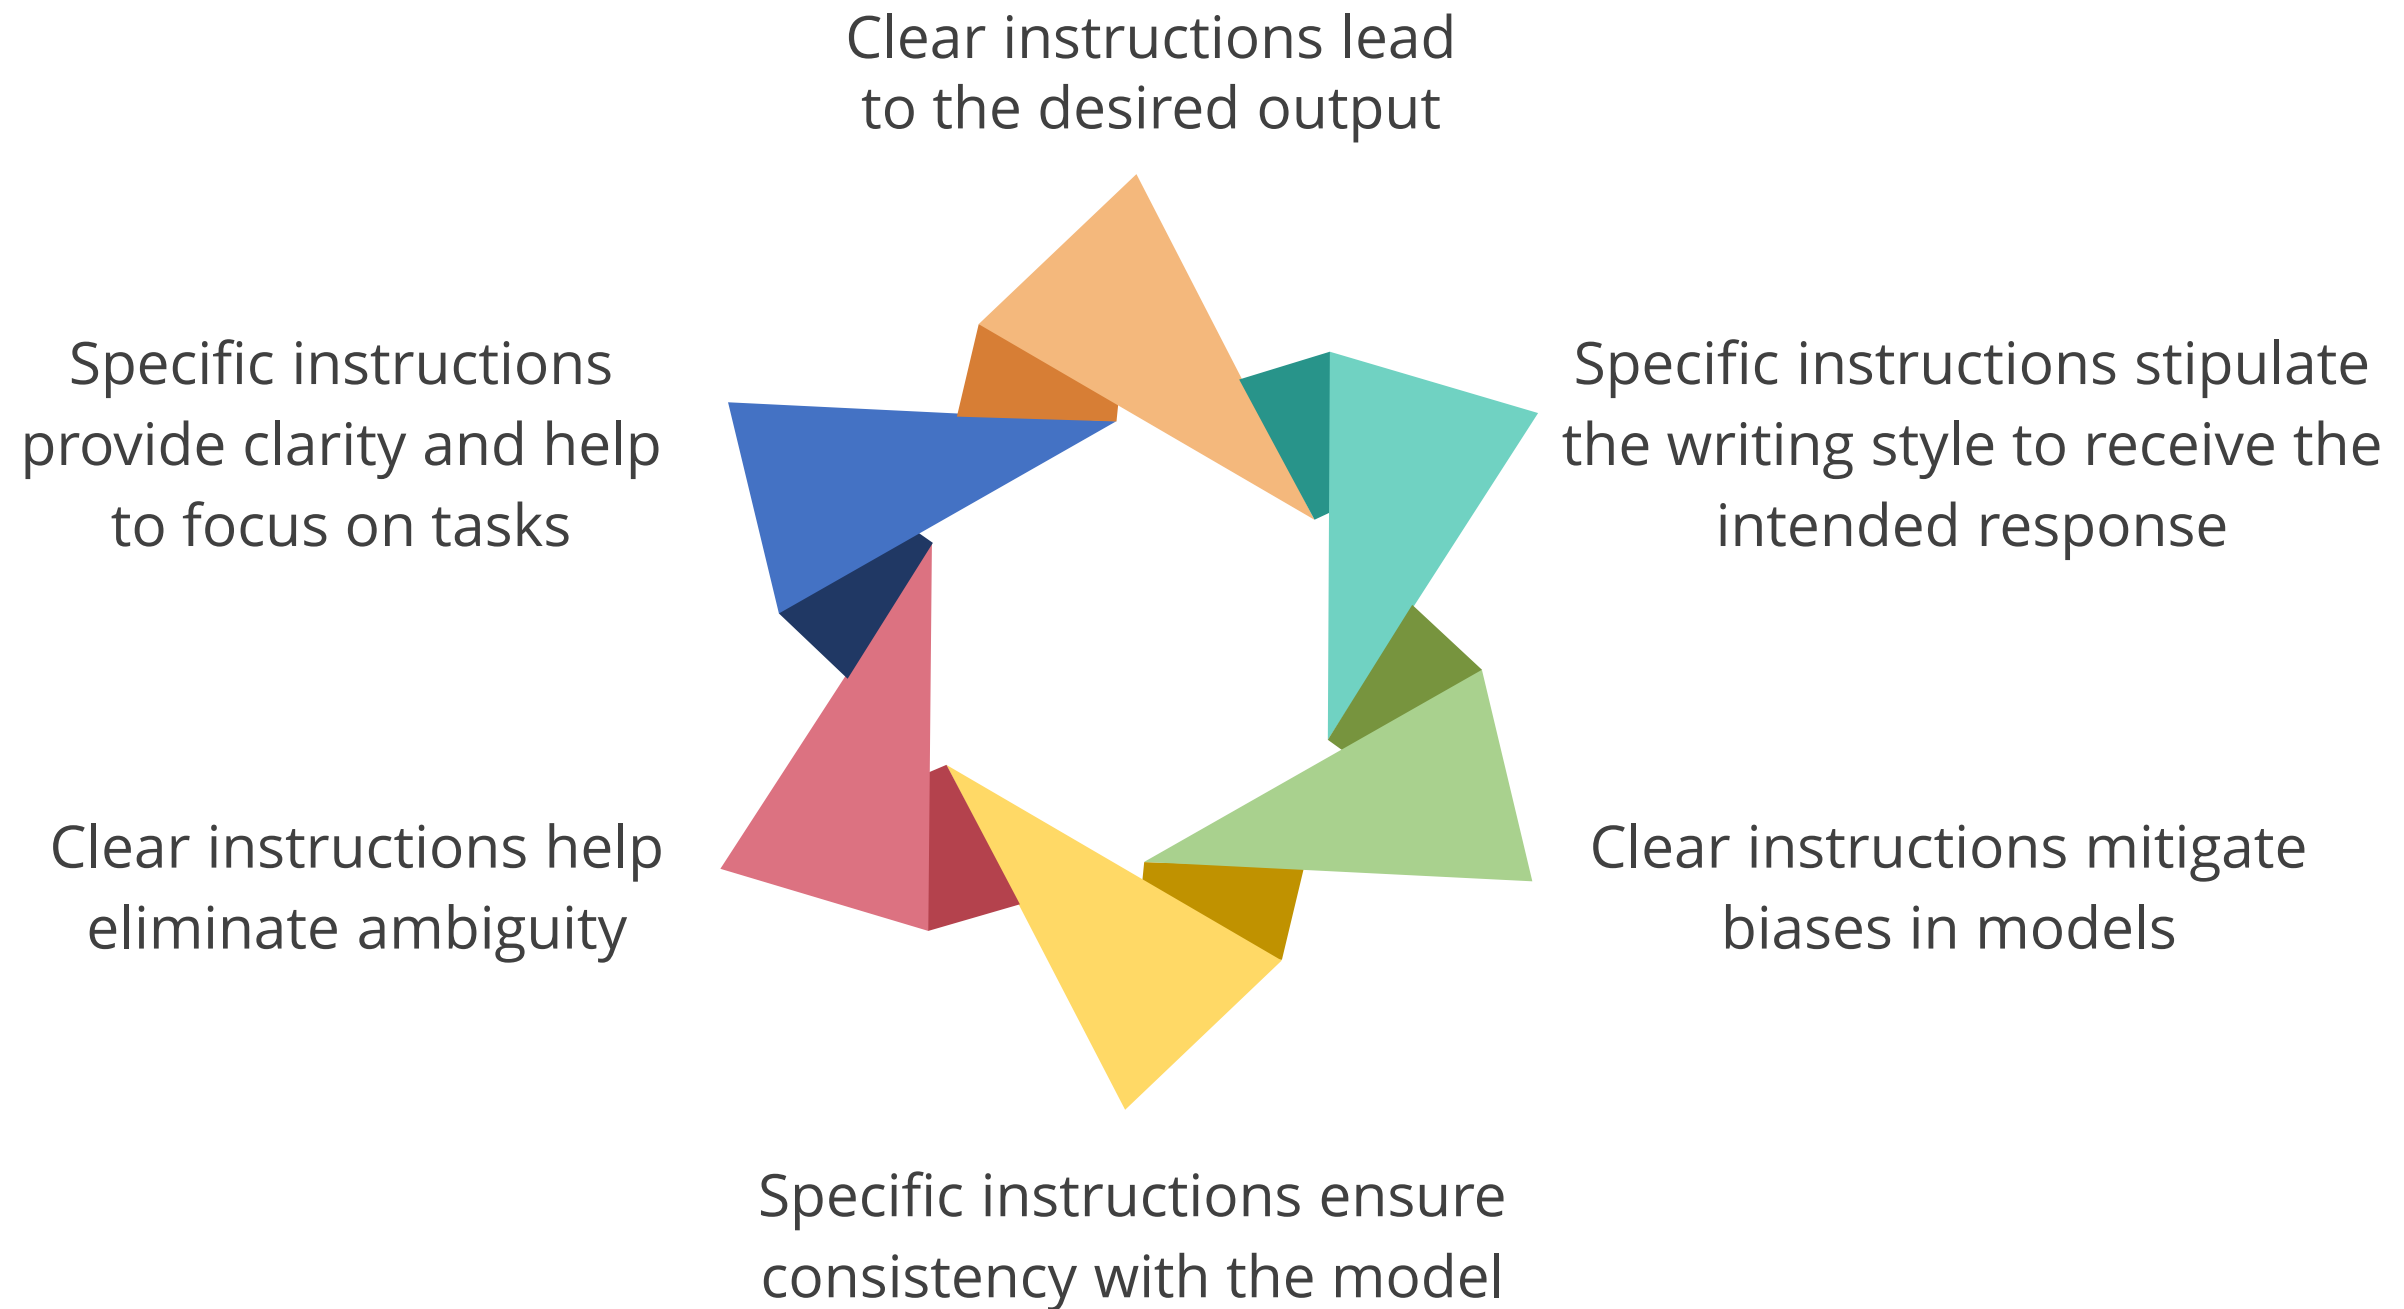 Clear instructions lead
to the desired output
Specific instructions
provide clarity and help
to focus on tasks
Specific instructions stipulate
the writing style to receive the
intended response
Clear instructions help
eliminate ambiguity
Clear instructions mitigate
biases in models
Specific instructions ensure
consistency with the model